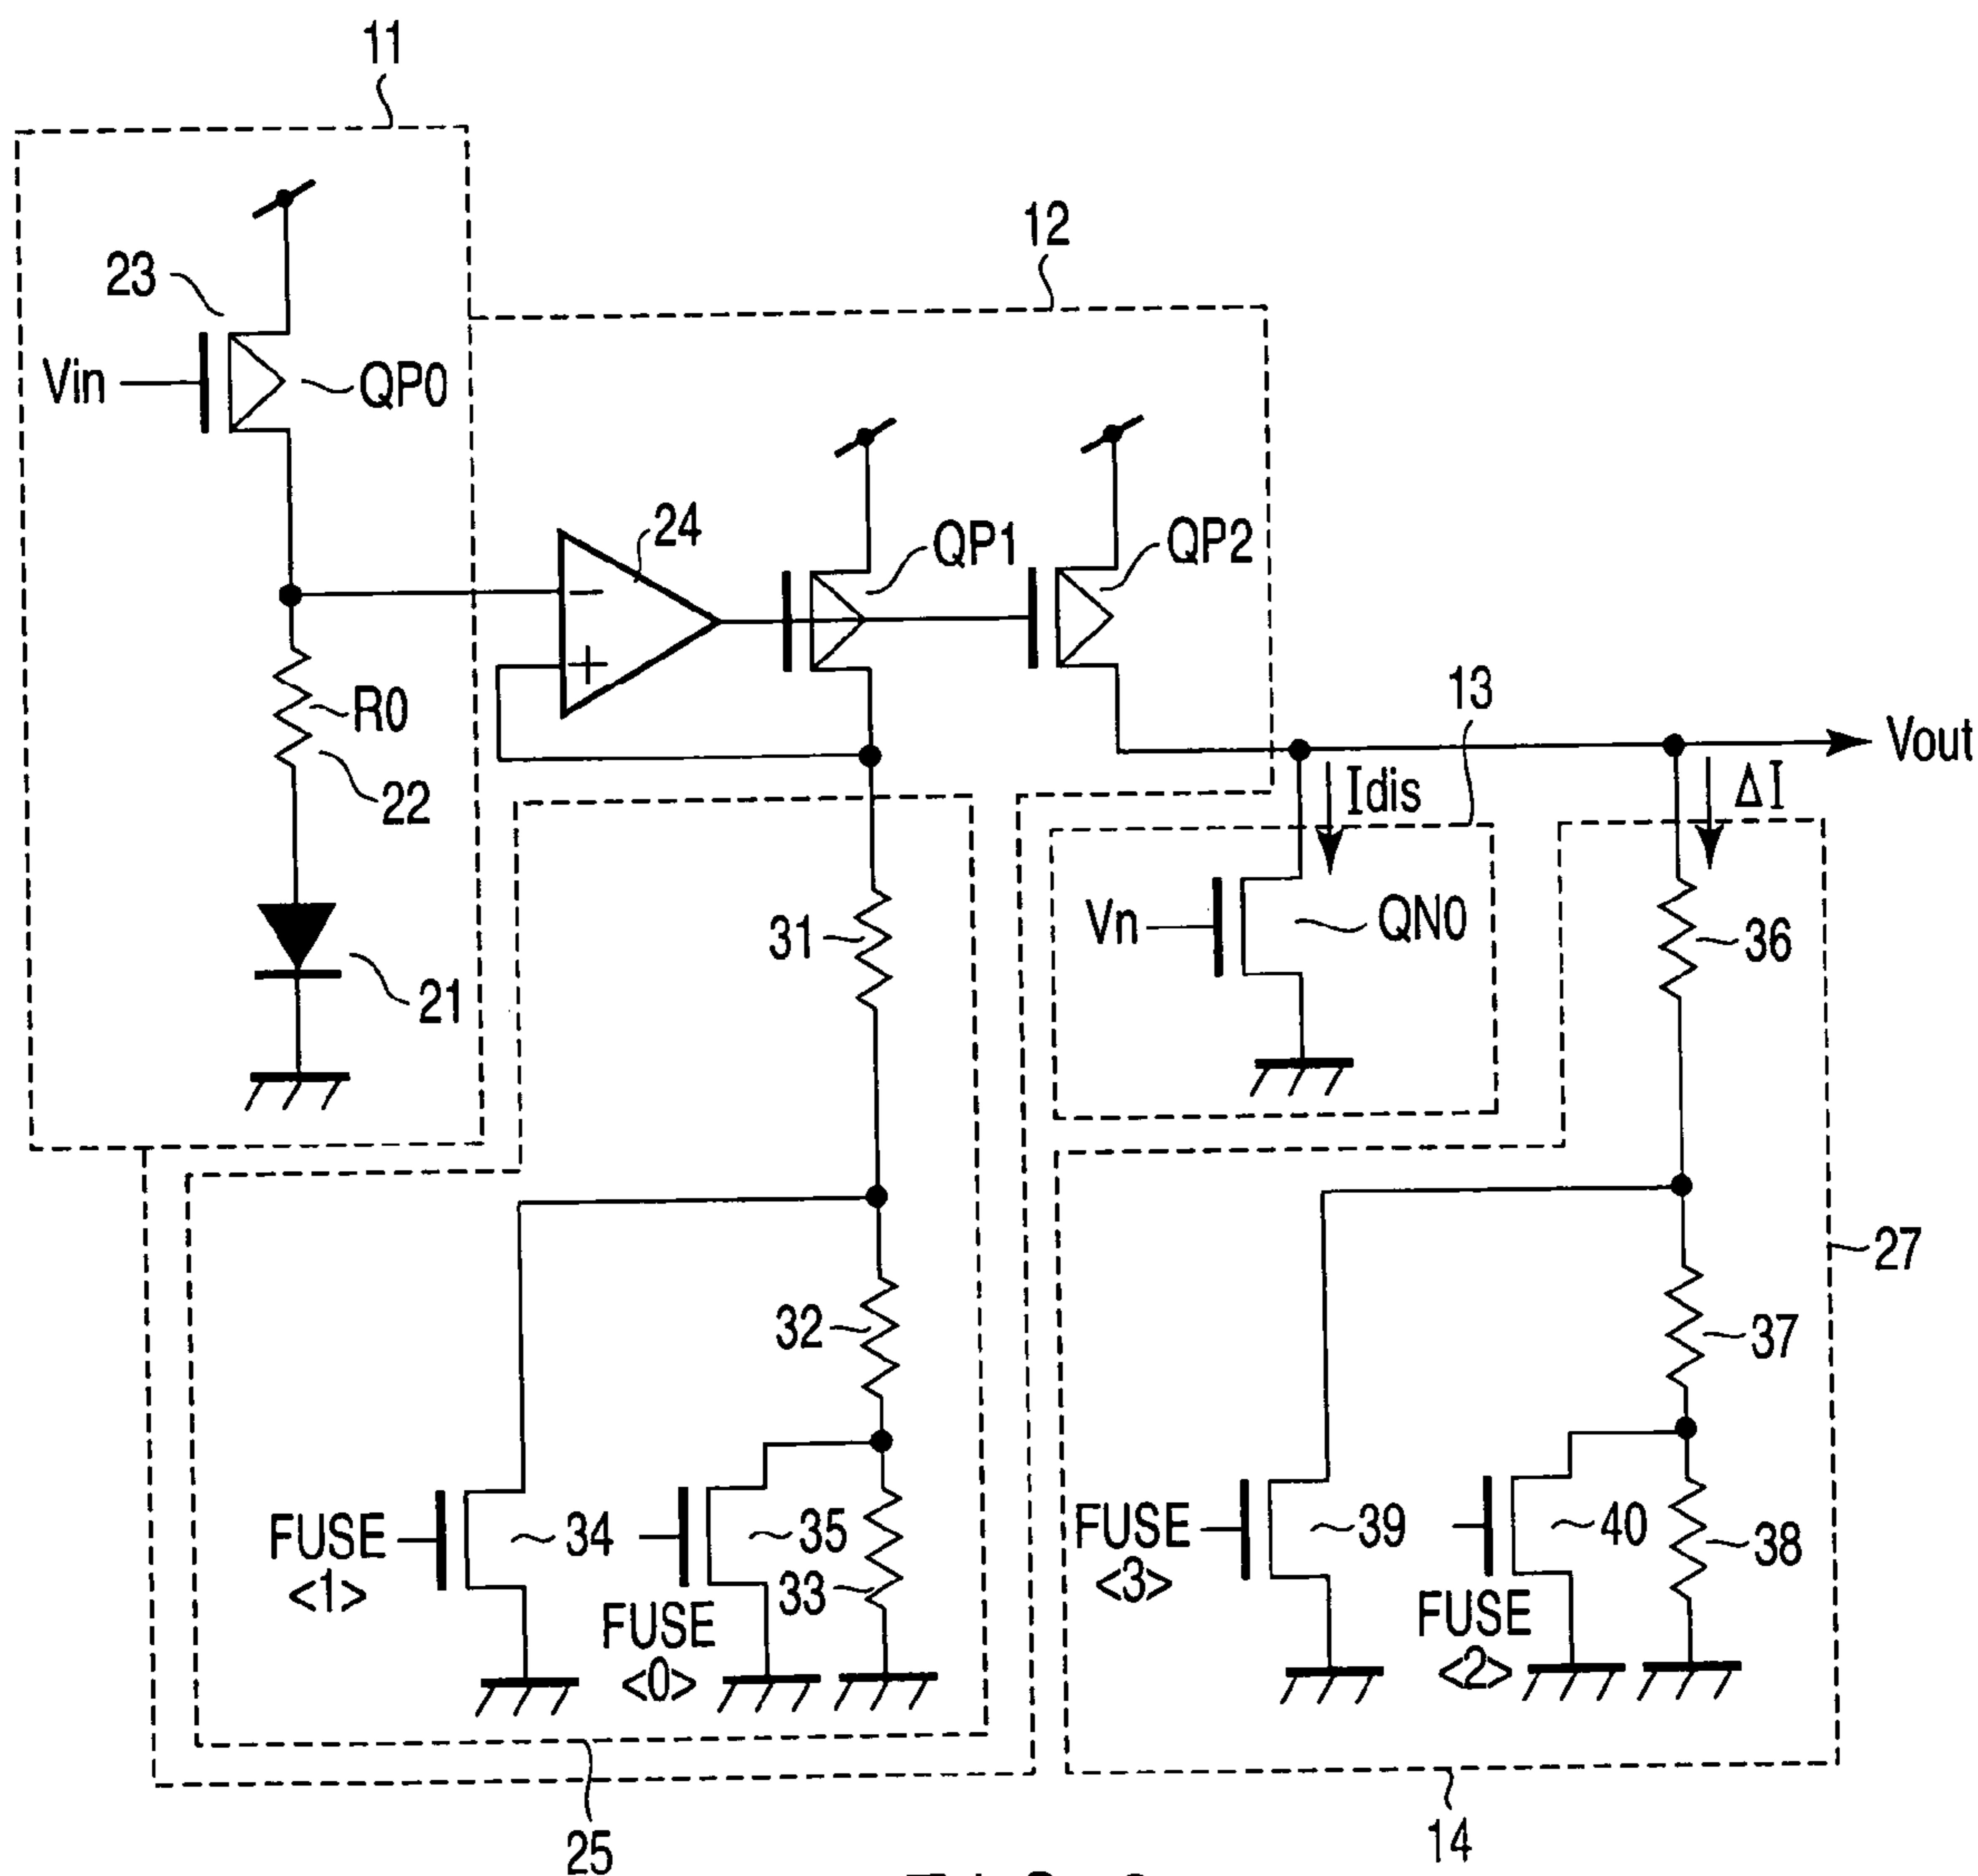 11
12
23
Vin
QP0
24
QP1
QP2
R0
22
13
Vout
Idis
ΔI
31
Vn
QN0
36
21
27
32
37
FUSE
<1>
34
35
33
FUSE
<0>
FUSE
<3>
39
40
38
FUSE
<2>
25
14